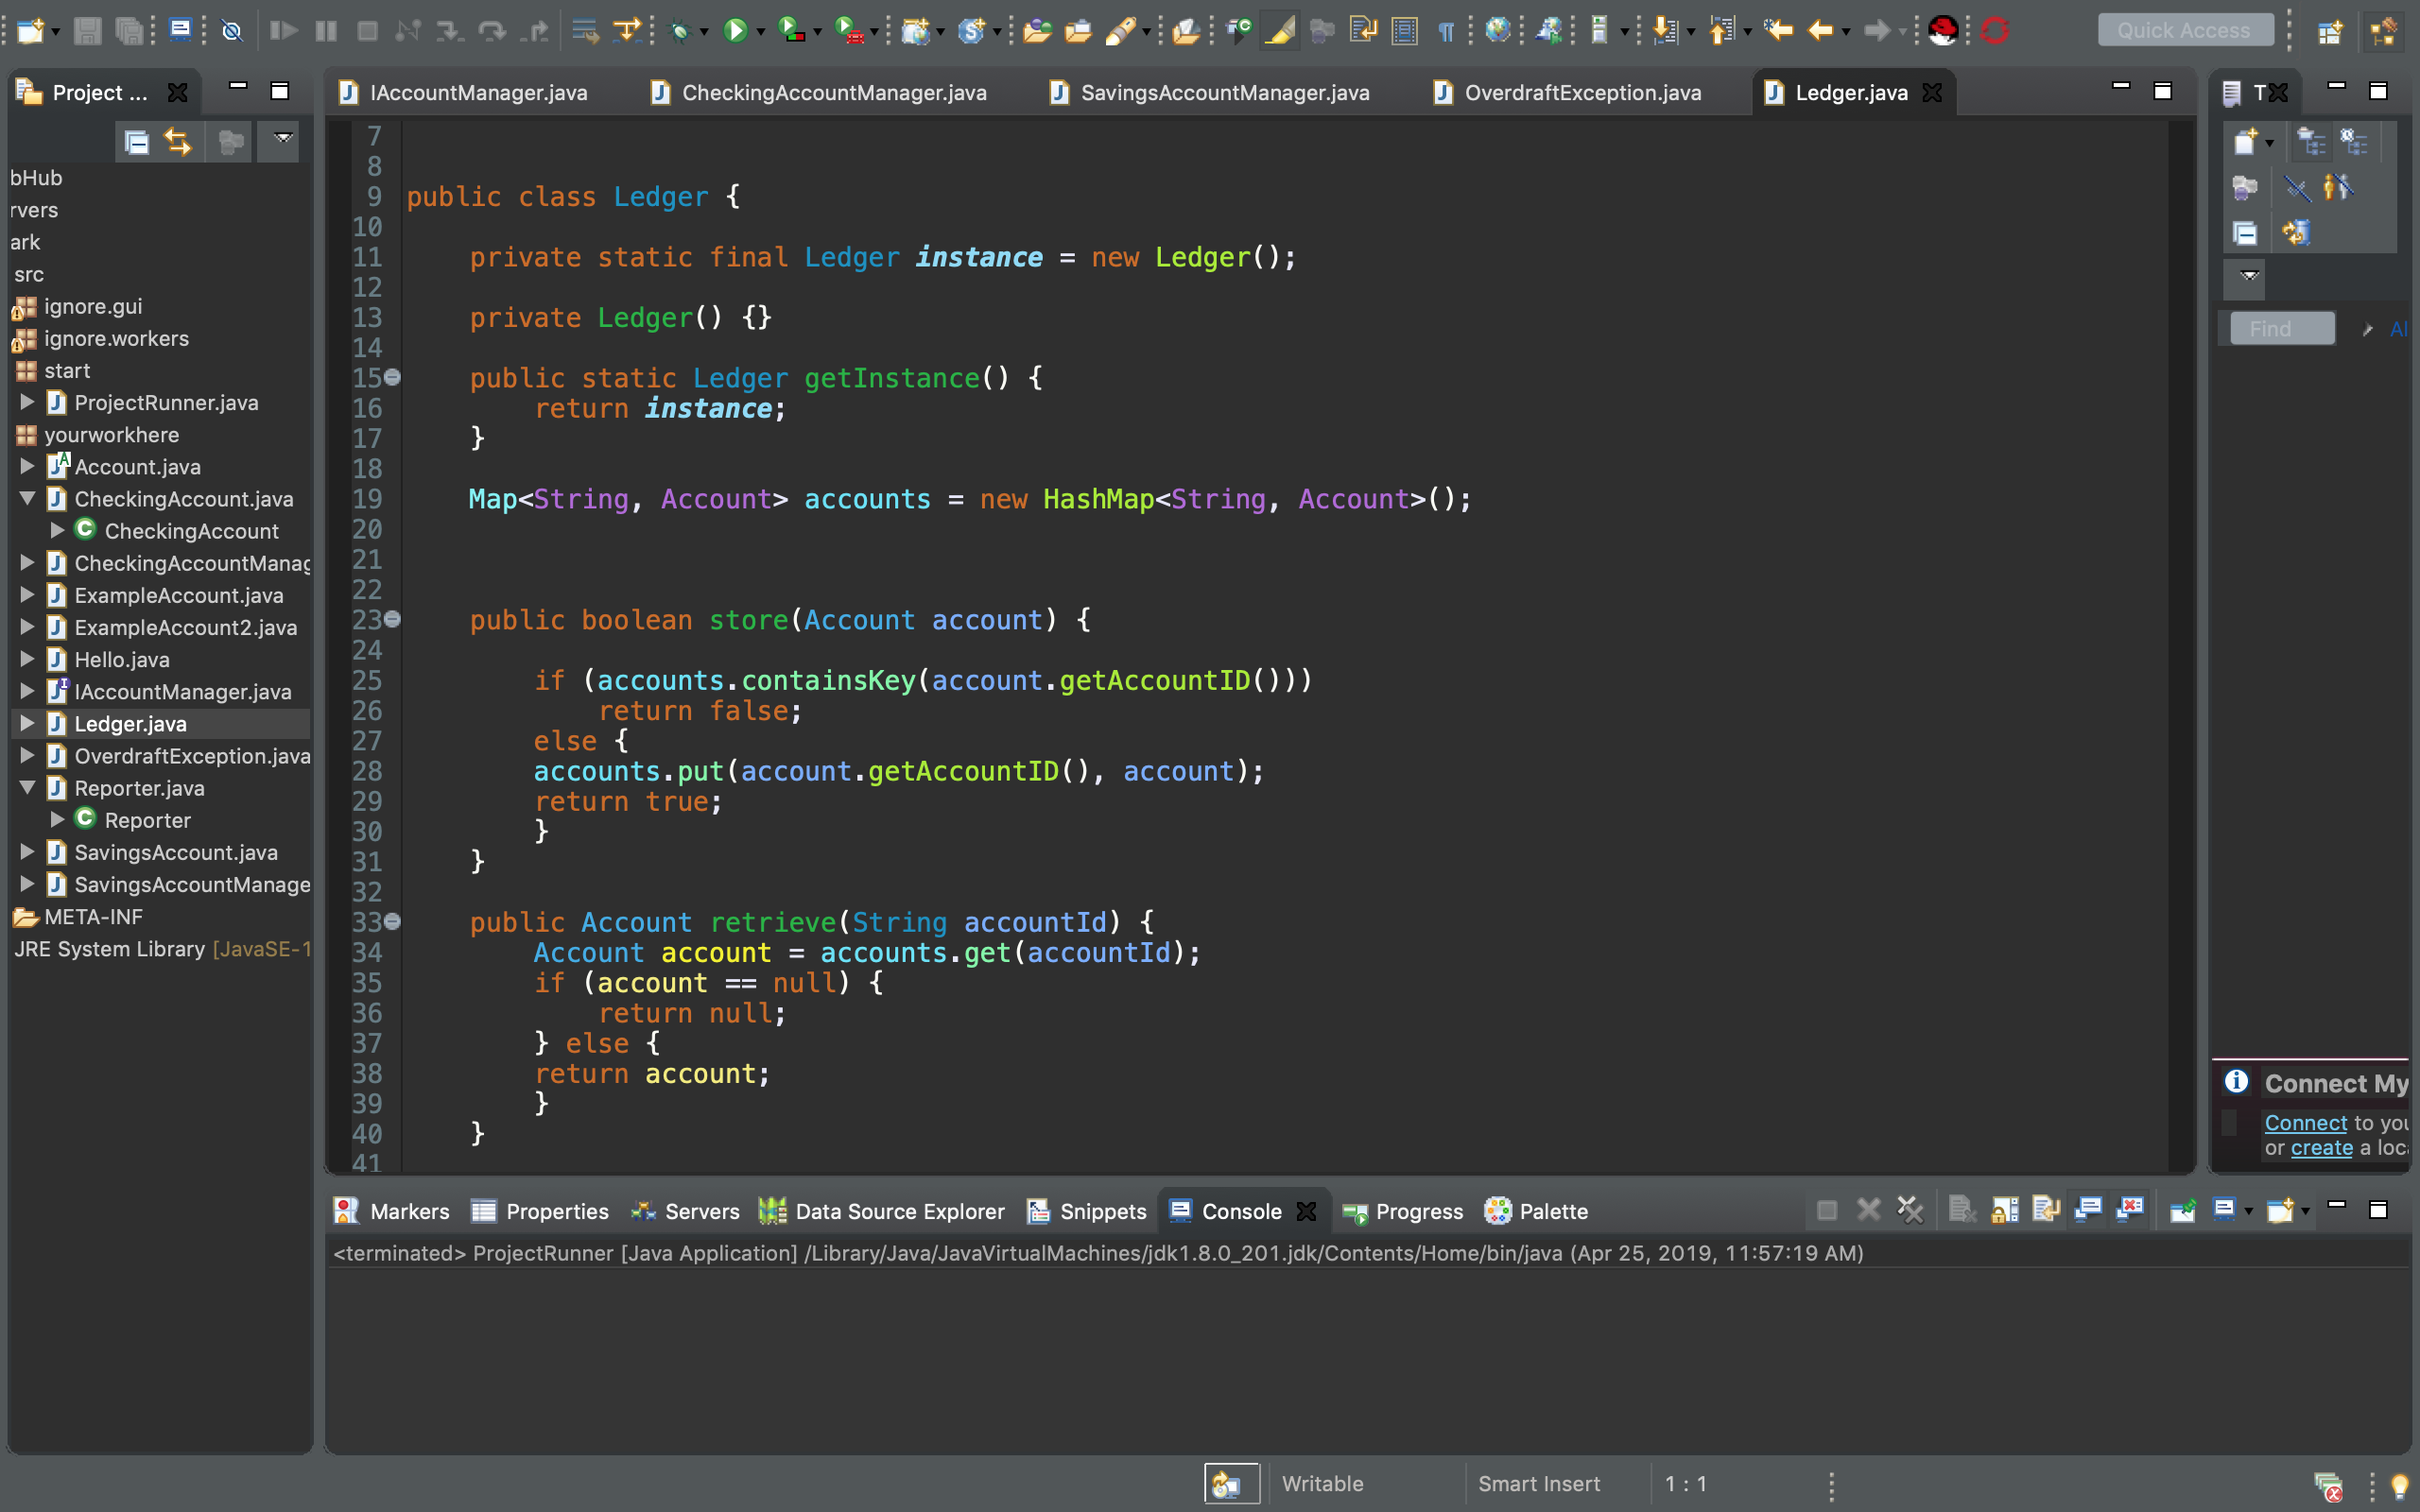 Quick Access
Project ...
IAccountManager.java
CheckingAccountManager.java
SavingsAccountManager.java
OverdraftException.java
Ledger.java
T
bHub
rvers
ark
src
ignore.gui
ignore.workers
start
ProjectRunner.java
yourworkhere
Account.java
CheckingAccount.java
CheckingAccount
CheckingAccountManag
ExampleAccount.java
ExampleAccount2.java
Hello.java
IAccountManager.java
Ledger.java
OverdraftException.java
Reporter.java
Reporter
SavingsAccount.java
SavingsAccountManage
META-INF
JRE System Library [JavaSE-1
7
8
9 public class Ledger {
10
11 private static final Ledger instance = new Ledger();
12
13 private Ledger() {}
14
15 public static Ledger getInstance() {
16 return instance;
17 }
18
19 Map<String, Account> accounts = new HashMap<String, Account>();
20
21
22
23 public boolean store(Account account) {
24
25 if (accounts.containsKey(account.getAccountID()))
26 return false;
27 else {
28 accounts.put(account.getAccountID(), account);
29 return true;
30 }
31 }
32
33 public Account retrieve(String accountId) {
34 Account account = accounts.get(accountId);
35 if (account == null) {
36 return null;
37 } else {
38 return account;
39 }
40 }
41
Find
Al
Connect My
Connect to you
or create a loc
Markers
Properties
Servers
Data Source Explorer
Snippets
Console
Progress
Palette
<terminated> ProjectRunner [Java Application] /Library/Java/JavaVirtualMachines/jdk1.8.0_201.jdk/Contents/Home/bin/java (Apr 25, 2019, 11:57:19 AM)
Writable
Smart Insert
1 : 1